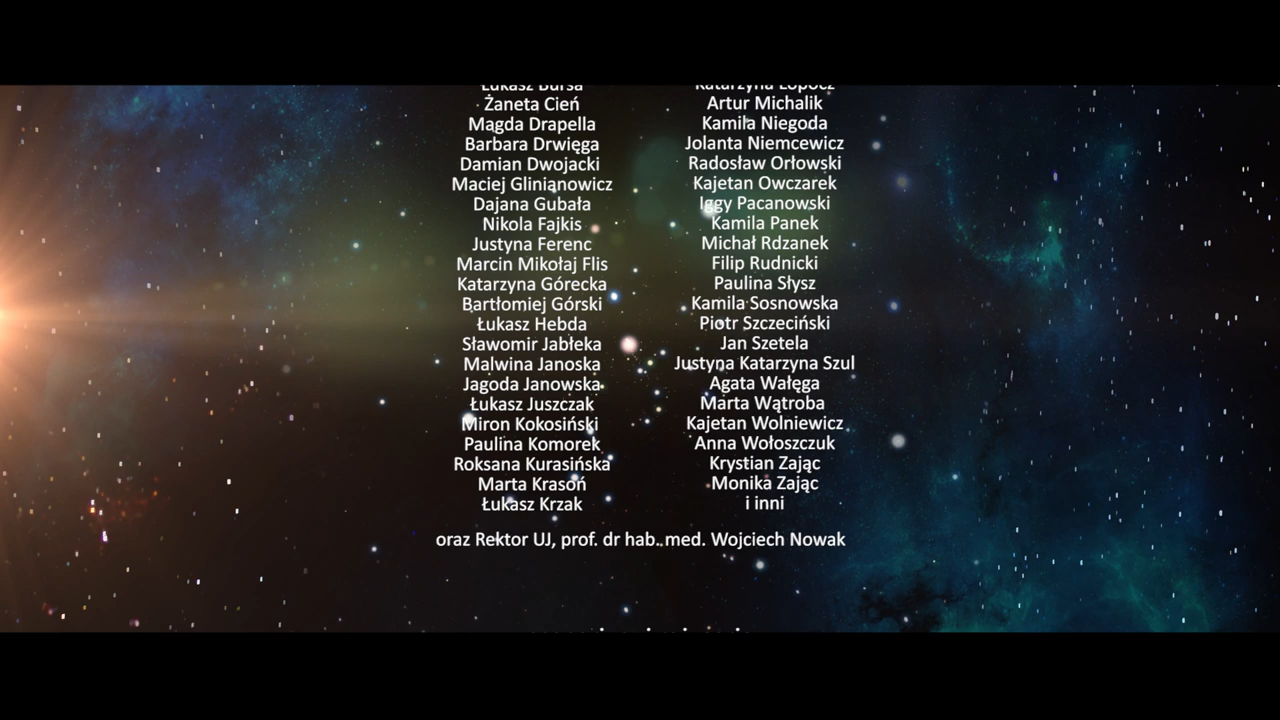 Łukasz Bursa
Żaneta Cień
Magda Drapella
Barbara Drwięga
Damian Dwojacki
Maciej Glinianowicz
Dajana Gubała
Nikola Fajkis
Justyna Ferenc
Marcin Mikołaj Flis
Katarzyna Górecka
Bartłomiej Górski
Łukasz Hebda
Sławomir Jabłeka
Malwina Janoska
Jagoda Janowska
Łukasz Juszczak
Miron Kokosiński
Paulina Komorek
Roksana Kurasińska
Marta Krasoń
Łukasz Krzak
Katarzyna
Artur Michalik
Kamila Niegoda
Jolanta Niemcewicz
Radosław Orłowski
Kajetan Owczarek
Iggy Pacanowski
Kamila Panek
Michał Rdzanek
Filip Rudnicki
Paulina Słysz
Kamila Sosnowska
Piotr Szczeciński
Jan Szetela
Justyna Katarzyna Szul
Agata Wałęga
Marta Wątroba
Kajetan Wolniewicz
Anna Wołoszczuk
Krystian Zając
Monika Zając
i inni
oraz Rektor UJ, prof. dr hab. med. Wojciech Nowak